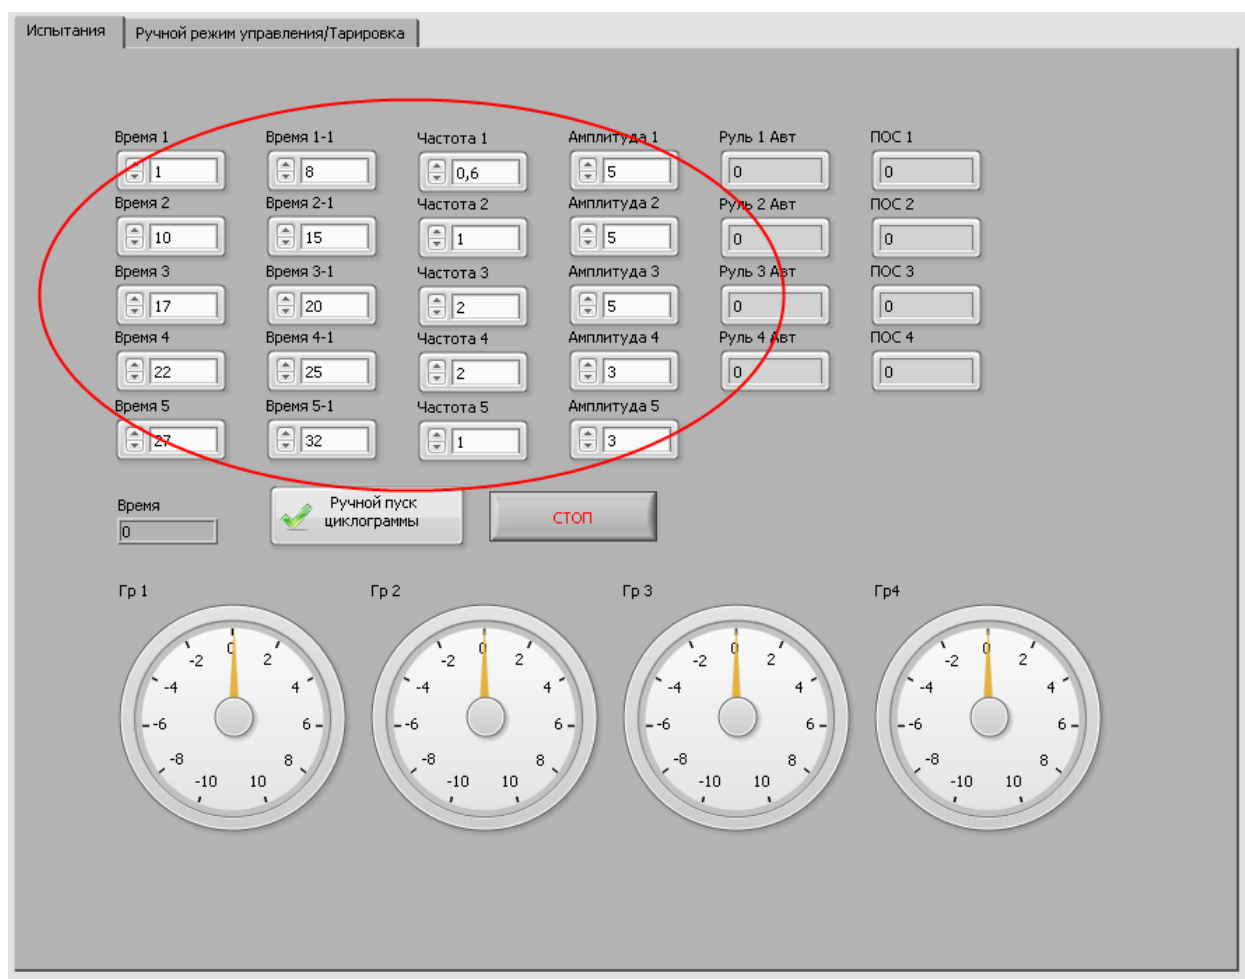 Испытания Ручной режим управления/Тарировка
Время 1 Время 1-1 Частота 1 Амплитуда 1 Руль 1 Авт ПОС 1
1 8 0,6 5 0 0
Время 2 Время 2-1 Частота 2 Амплитуда 2 Руль 2 Авт ПОС 2
10 15 1 5 0 0
Время 3 Время 3-1 Частота 3 Амплитуда 3 Руль 3 Авт ПОС 3
17 20 2 5 0 0
Время 4 Время 4-1 Частота 4 Амплитуда 4 Руль 4 Авт ПОС 4
22 25 2 3 0 0
Время 5 Время 5-1 Частота 5 Амплитуда 5
27 32 1 3
Время
0
Ручной пуск
циклограммы
СТОП
Гр 1 Гр 2 Гр 3 Гр4
0 0 0 0
-2 2 -2 2 -2 2 -2 2
-4 4 -4 4 -4 4 -4 4
-6 6 -6 6 -6 6 -6 6
-8 8 -8 8 -8 8 -8 8
-10 10 -10 10 -10 10 -10 10